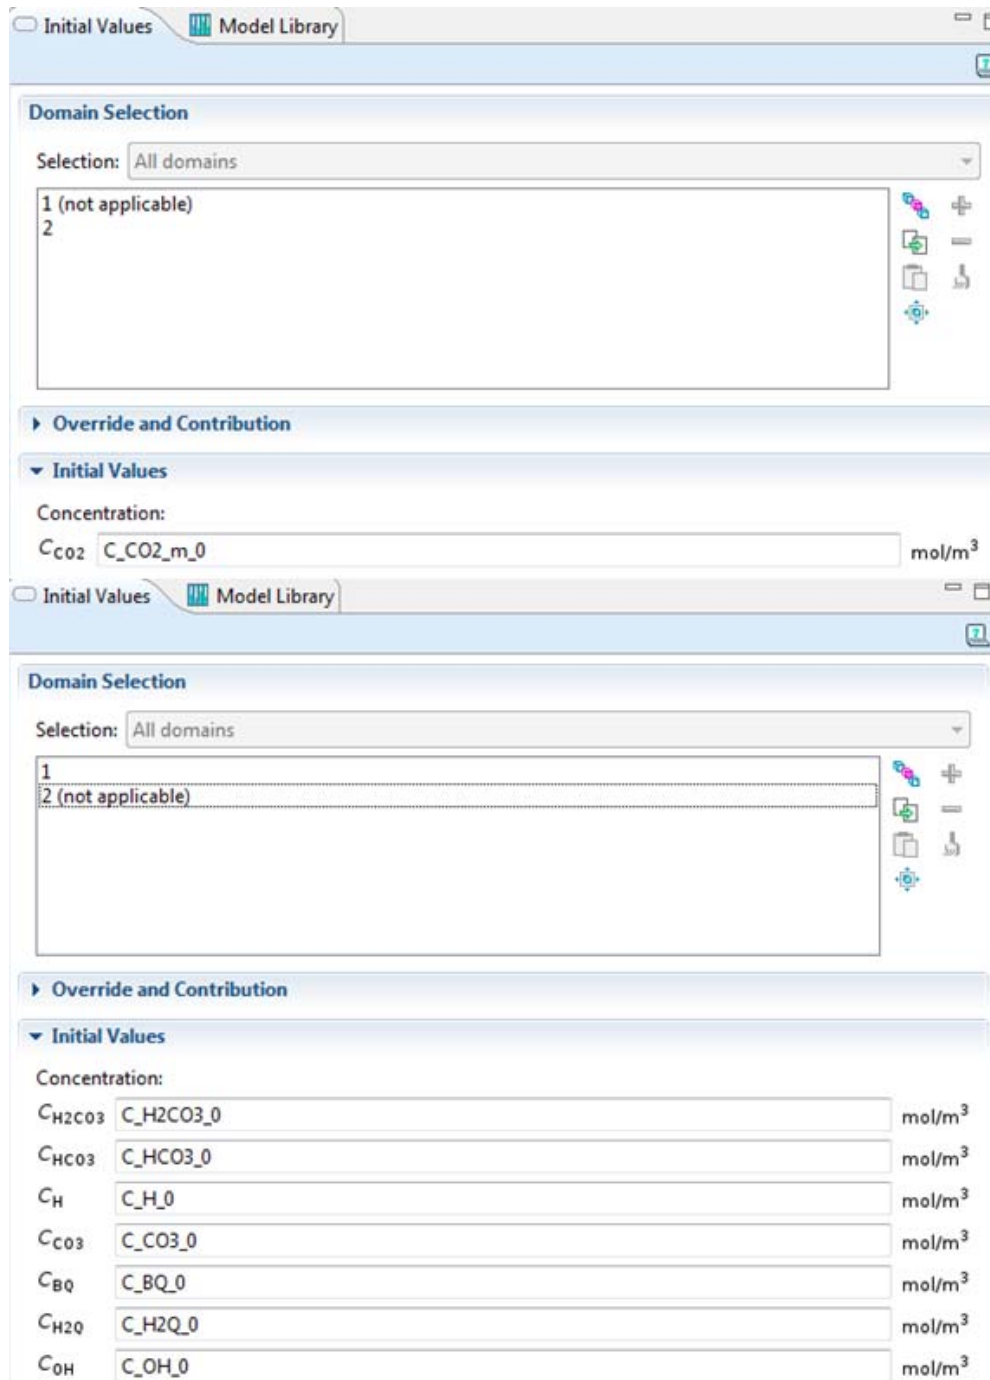 Initial Values Model Library
Domain Selection
Selection: All domains
1 (not applicable)
2
Override and Contribution
Initial Values
Concentration:
CCO2 C_CO2_m_0 mol/m³
Initial Values Model Library
Domain Selection
Selection: All domains
1
2 (not applicable)
Override and Contribution
Initial Values
Concentration:
CH2CO3 C_H2CO3_0 mol/m³
CHCO3 C_HCO3_0 mol/m³
CH C_H_0 mol/m³
CCO3 C_CO3_0 mol/m³
CBQ C_BQ_0 mol/m³
CH2Q C_H2Q_0 mol/m³
COH C_OH_0 mol/m³